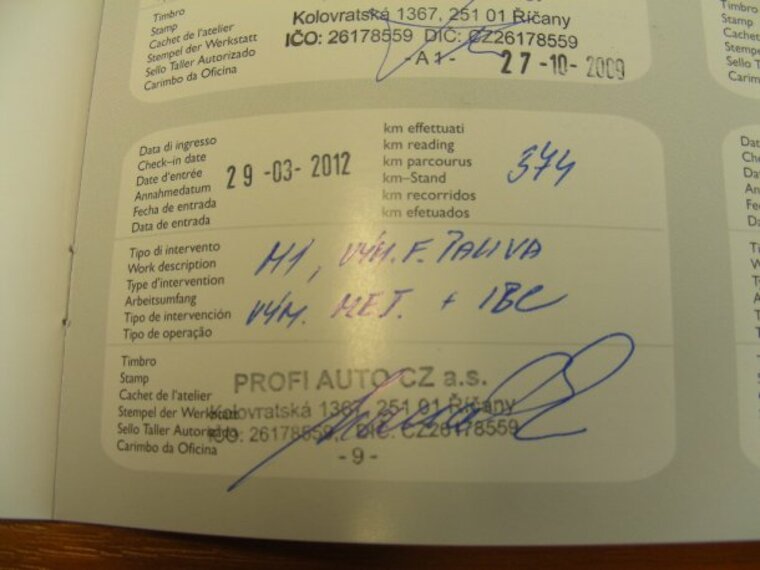 Timbro
Stamp
Cachet de l'atelier
Stempel der Werkstatt
Sello Taller Autorizado
Carimbo da Oficina
Kolovratská 1367, 251 01 Říčany
IČO: 26178559 DIČ: CZ26178559
- A 1 -
27 -10- 2009
Data di ingresso
Check-in date
Date d'entrée
Annahmedatum
Fecha de entrada
Data de entrada
29 -03- 2012
km effettuati
km reading
km parcourus
km-Stand
km recorridos
km efetuados
374
Tipo di intervento
Work description
Type d'intervention
Arbeitsumfang
Tipo de intervención
Tipo de operação
M1, VÝM. F. PALIVA
VÝM. MEJ. + IBC
Timbro
Stamp
Cachet de l'atelier
Stempel der Werkstatt
Sello Taller Autorizado
Carimbo da Oficina
PROFI AUTO CZ a.s.
Kolovratská 1367, 251 01 Říčany
IČO: 26178559 DIČ: CZ26178559
- 9 -